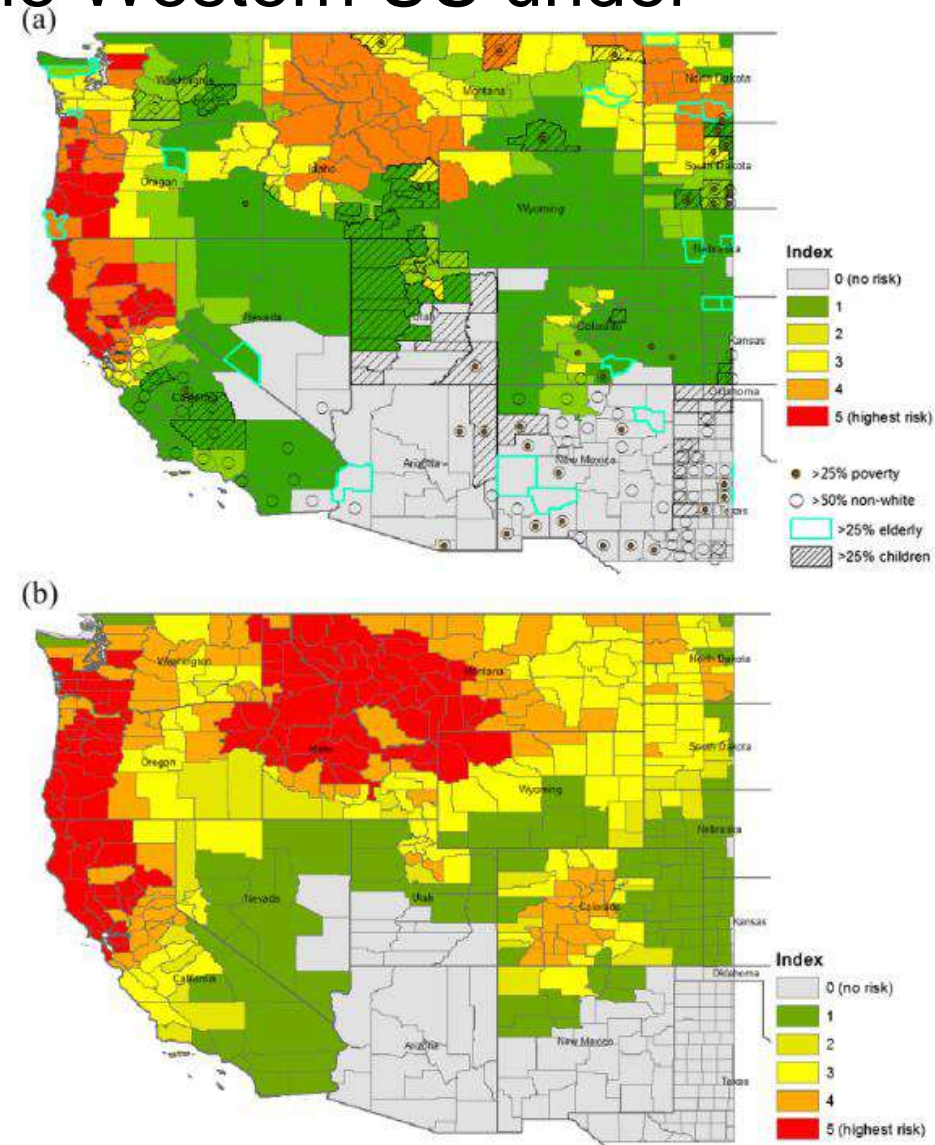 ne Western US under
(a)
Washington
Montana
North Dakota
Oregon
Idaho
South Dakota
Wyoming
Nebraska
Nevada
Utah
Colorado
Kansas
California
Oklahoma
Arizona
New Mexico
Texas
Index
0 (no risk)
1
2
3
4
5 (highest risk)
>25% poverty
>50% non-white
>25% elderly
>25% children
(b)
Washington
Montana
North Dakota
Oregon
Idaho
South Dakota
Wyoming
Nebraska
Nevada
Utah
Colorado
Kansas
California
Oklahoma
Arizona
New Mexico
Texas
Index
0 (no risk)
1
2
3
4
5 (highest risk)